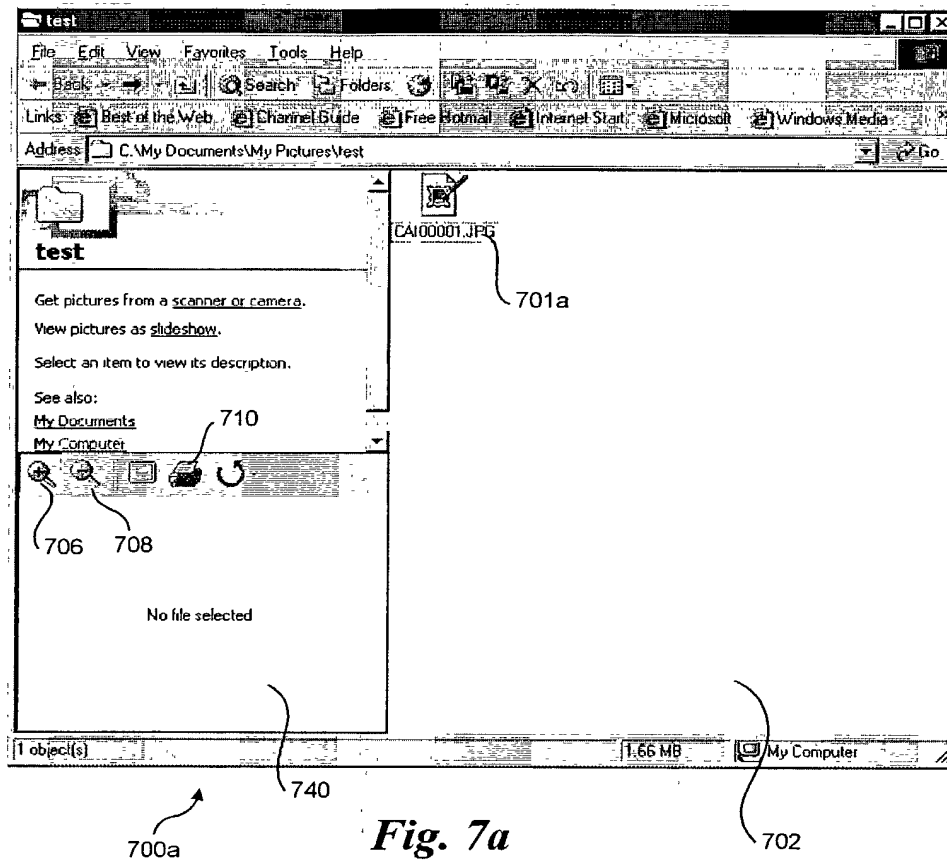 test
File Edit View Favorites Tools Help
Back Search Folders
Links Best of the Web Channel Guide Free Hotmail Internet Start Microsoft Windows Media »
Address C:\My Documents\My Pictures\test Go
test
CAI00001.JPG
701a
Get pictures from a scanner or camera.
View pictures as slideshow.
Select an item to view its description.
See also:
My Documents
710
My Computer
706
708
No file selected
1 object(s) 1.66 MB My Computer
740
700a
Fig. 7a
702